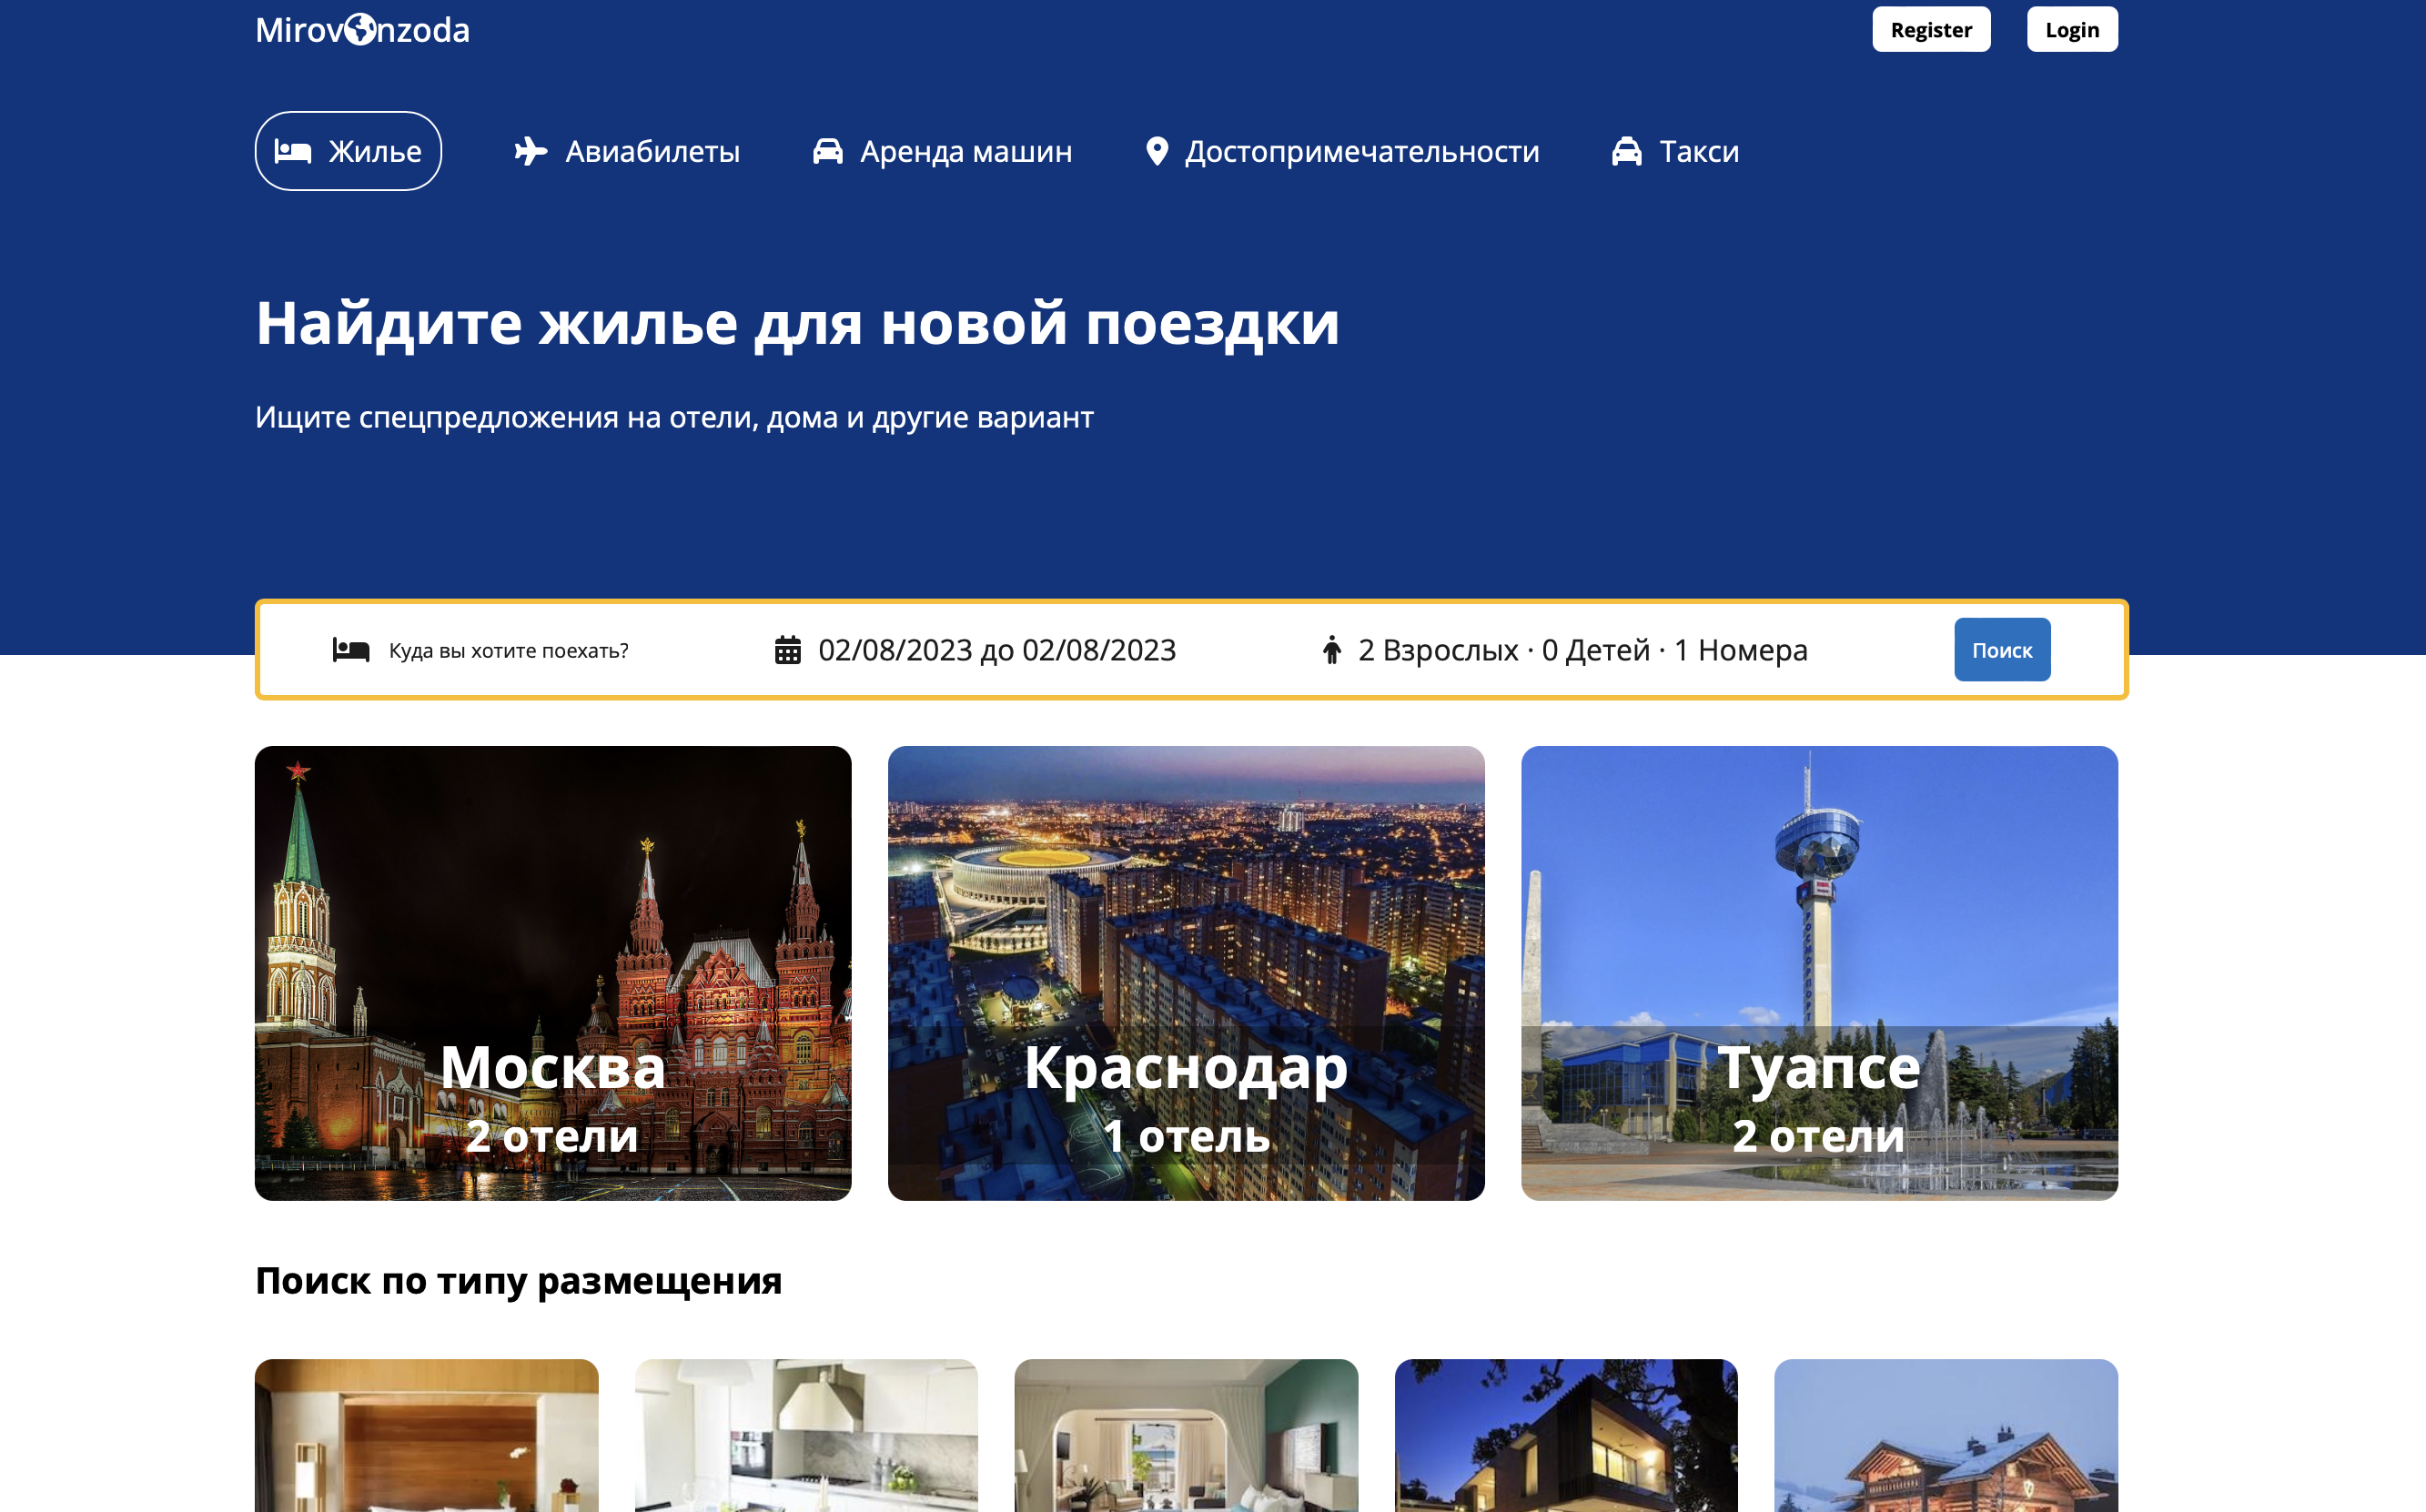 Mirovnzoda
Register
Login
Жилье
Авиабилеты
Аренда машин
Достопримечательности
Такси
Найдите жилье для новой поездки
Ищите спецпредложения на отели, дома и другие вариант
Куда вы хотите поехать?
02/08/2023 до 02/08/2023
2 Взрослых · 0 Детей · 1 Номера
Поиск
Москва
2 отели
Краснодар
1 отель
РОСМОРПОРТ
Туапсе
2 отели
Поиск по типу размещения